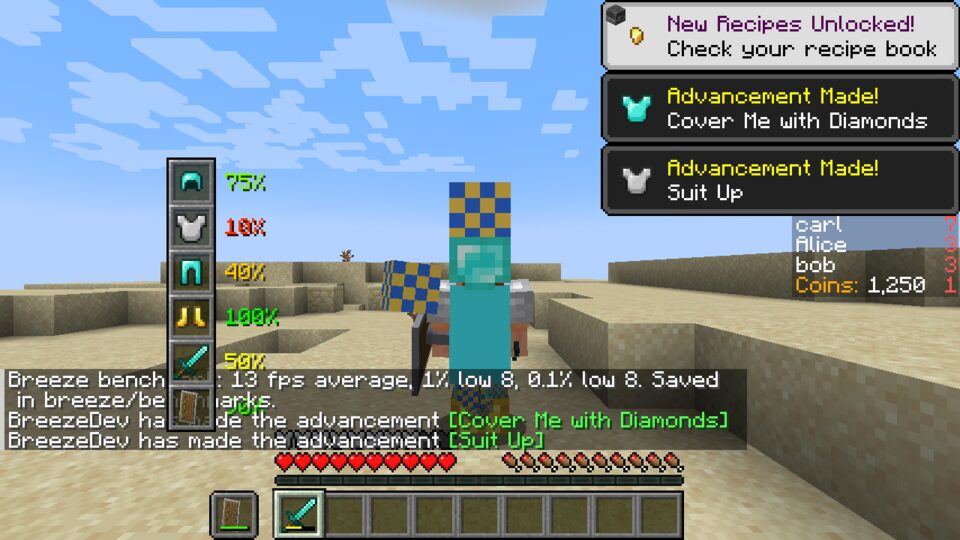 New Recipes Unlocked!
Check your recipe book
Advancement Made!
Cover Me with Diamonds
Advancement Made!
Suit Up
75%
10%
40%
100%
50%
carl 7
Alice 3
bob 3
Coins: 1,250 1
Breeze bench : 13 fps average, 1% low 8, 0.1% low 8. Saved
in breeze/be marks.
BreezeDev ha de the advancement [Cover Me with Diamonds]
BreezeDev has made the advancement [Suit Up]